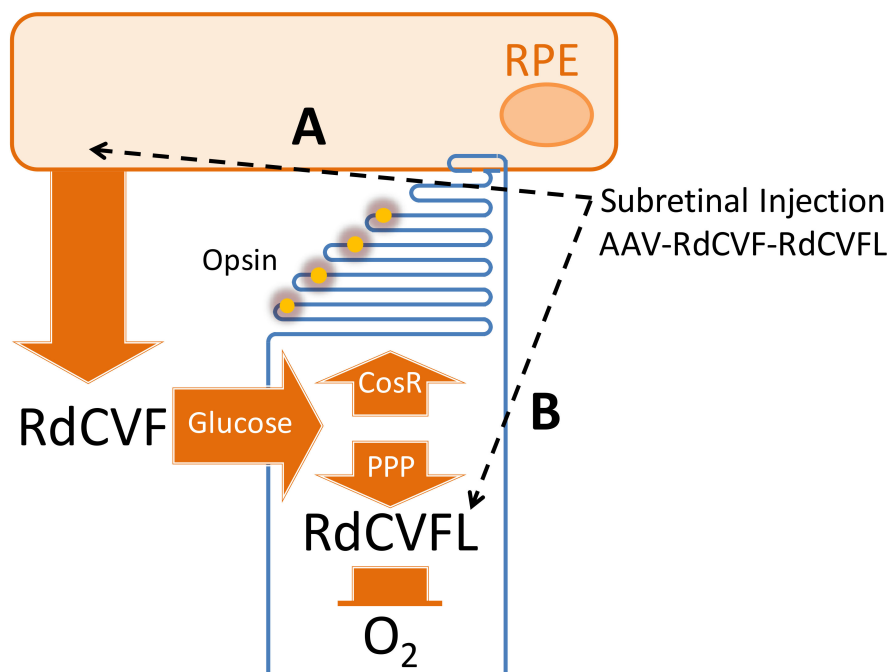 RPE
A
Subretinal Injection
AAV-RdCVF-RdCVFL
Opsin
CosR
RdCVF
Glucose
B
PPP
RdCVFL
O₂